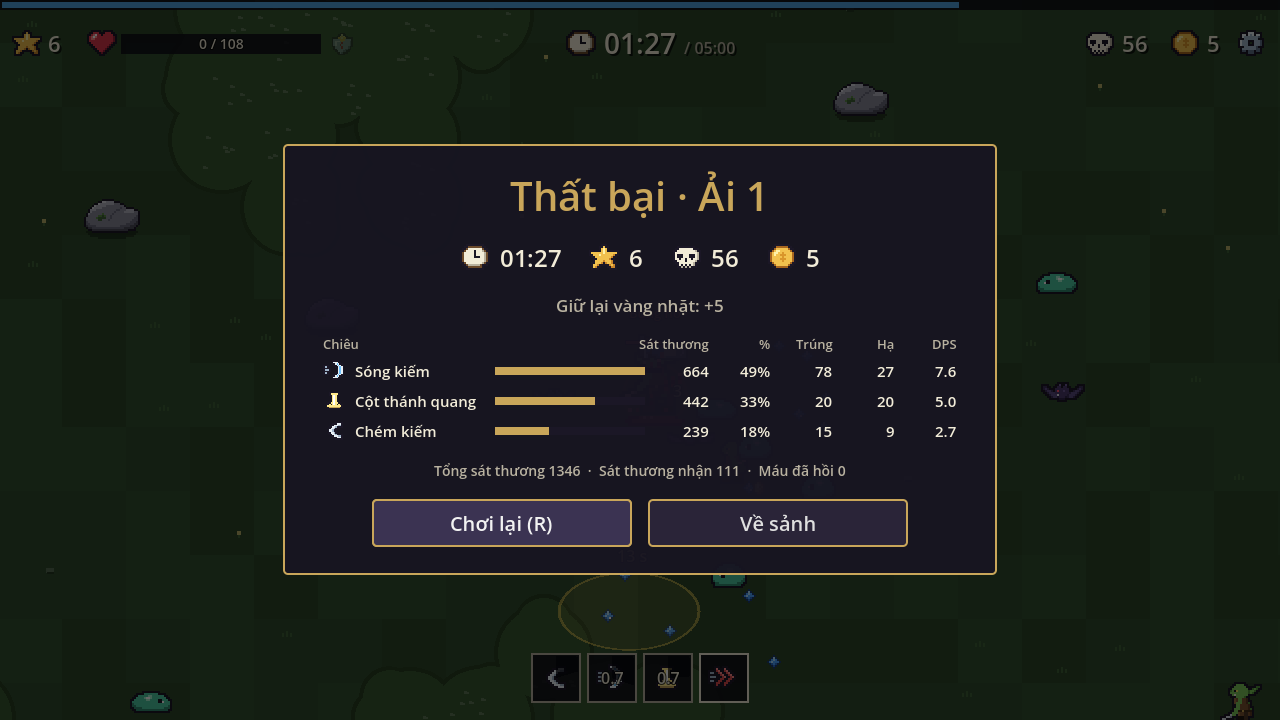 6 0 / 108 01:27 / 05:00 56 5
Thất bại · Ải 1
01:27 6 56 5
Giữ lại vàng nhặt: +5
Chiêu Sát thương % Trúng Hạ DPS
Sóng kiếm 664 49% 78 27 7.6
Cột thánh quang 442 33% 20 20 5.0
Chém kiếm 239 18% 15 9 2.7
Tổng sát thương 1346 · Sát thương nhận 111 · Máu đã hồi 0
Chơi lại (R) Về sảnh
0.7 0.7